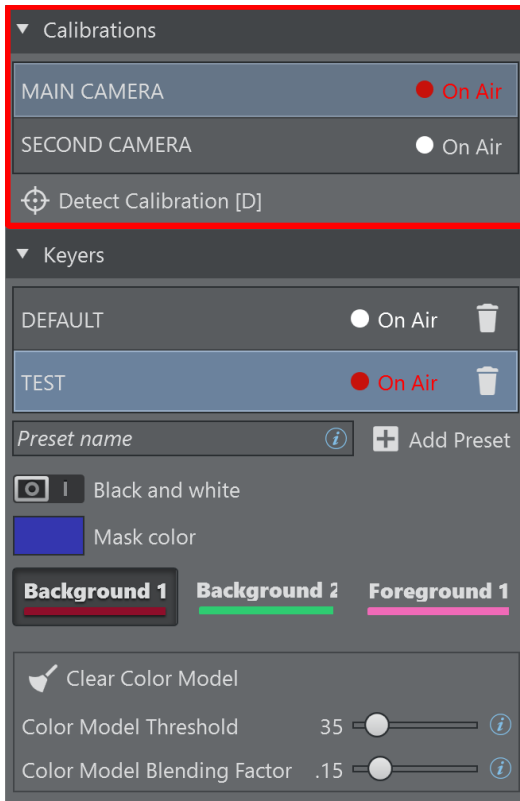 Calibrations
MAIN CAMERA On Air
SECOND CAMERA On Air
Detect Calibration [D]
Keyers
DEFAULT On Air
TEST On Air
Preset name Add Preset
Black and white
Mask color
Background 1 Background 2 Foreground 1
Clear Color Model
Color Model Threshold 35
Color Model Blending Factor .15